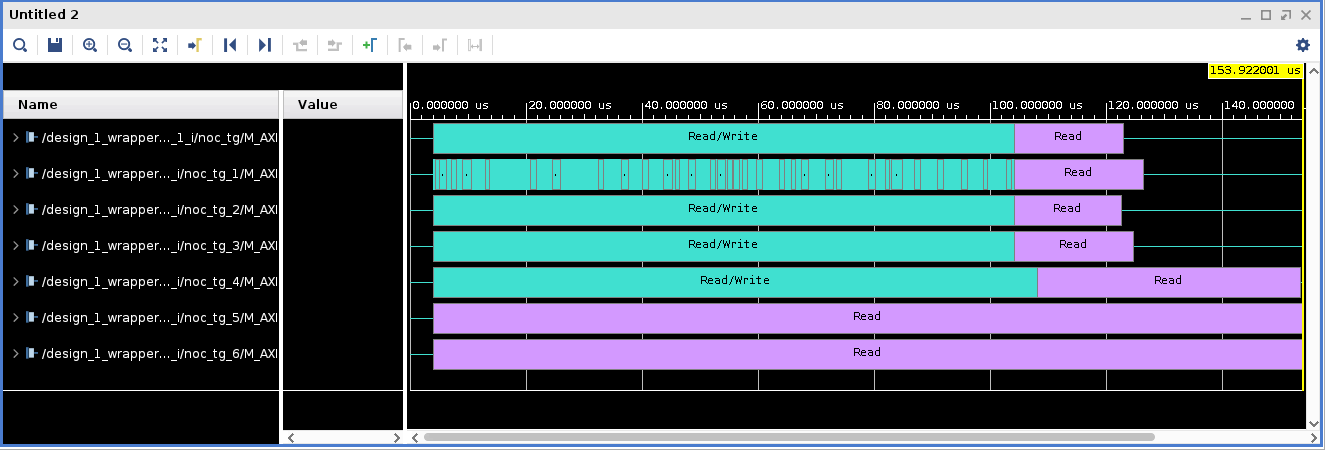 Untitled 2
153.922001 us
Name Value
0.000000 us 20.000000 us 40.000000 us 60.000000 us 80.000000 us 100.000000 us 120.000000 us 140.000000
/design_1_wrapper..._1_i/noc_tg/M_AXI Read/Write Read
/design_1_wrapper..._i/noc_tg_1/M_AXI Read
/design_1_wrapper..._i/noc_tg_2/M_AXI Read/Write Read
/design_1_wrapper..._i/noc_tg_3/M_AXI Read/Write Read
/design_1_wrapper..._i/noc_tg_4/M_AXI Read/Write Read
/design_1_wrapper..._i/noc_tg_5/M_AXI Read
/design_1_wrapper..._i/noc_tg_6/M_AXI Read